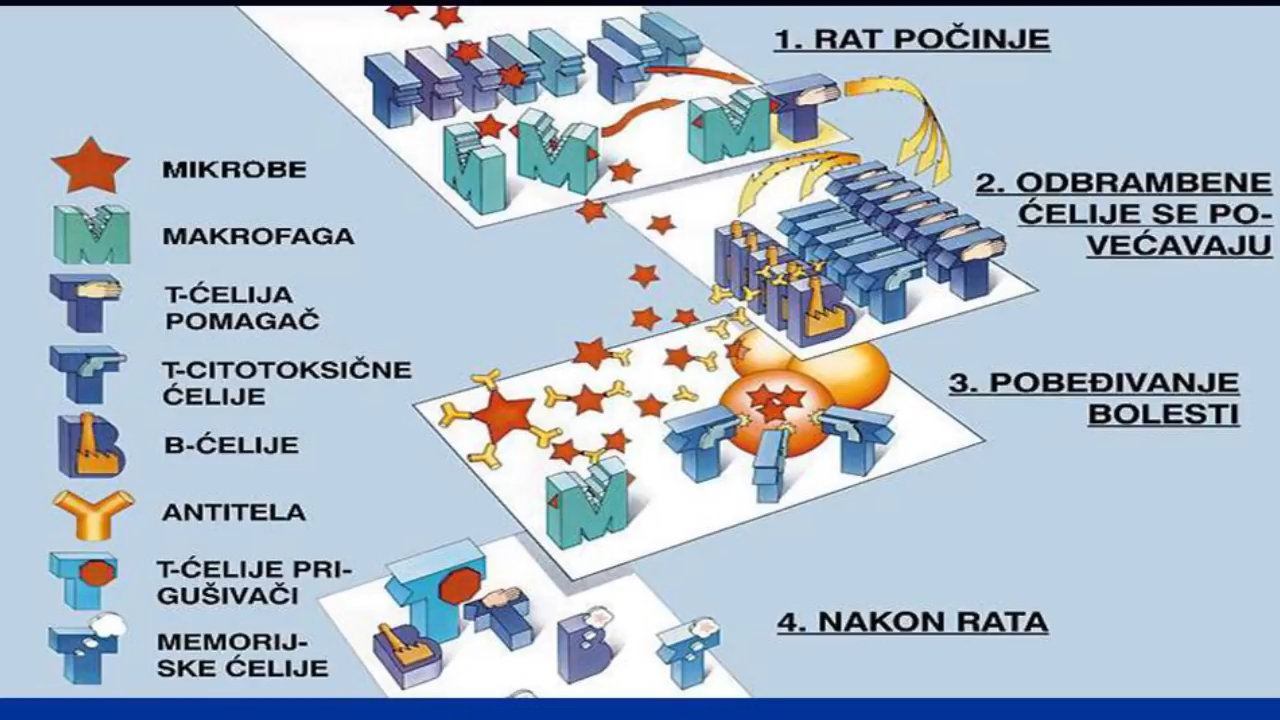 1. RAT POČINJE
2. ODBRAMBENE
ĆELIJE SE PO-
VEĆAVAJU
3. POBEĐIVANJE
BOLESTI
4. NAKON RATA
MIKROBE
MAKROFAGA
T-ĆELIJA
POMAGAČ
T-CITOTOKSIČNE
ĆELIJE
B-ĆELIJE
ANTITELA
T-ĆELIJE PRI-
GUŠIVAČI
MEMORIJ-
SKE ĆELIJE